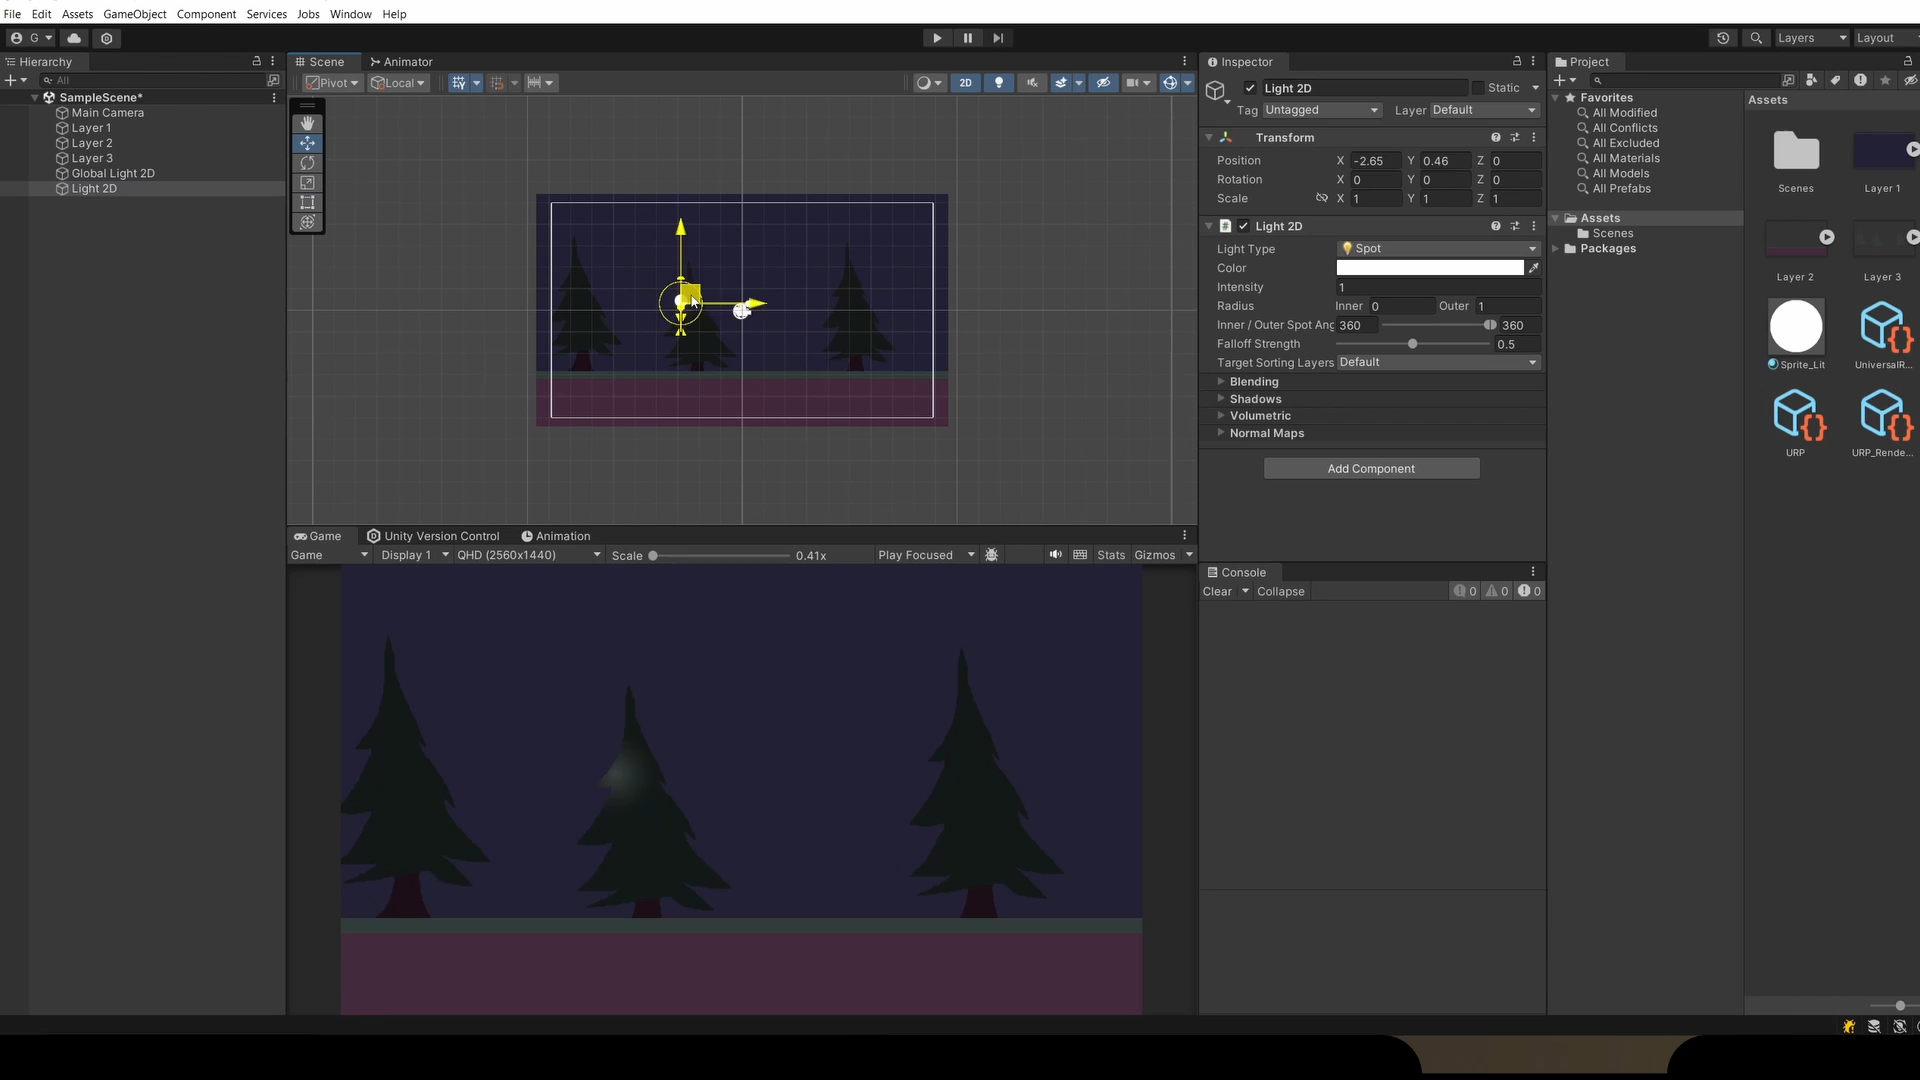 File Edit Assets GameObject Component Services Jobs Window Help
G Layers Layout
Hierarchy
All
SampleScene*
Main Camera
Layer 1
Layer 2
Layer 3
Global Light 2D
Light 2D
Scene Animator
Pivot Local 2D
Inspector
Light 2D Static
Tag Untagged Layer Default
Transform
Position X -2.65 Y 0.46 Z 0
Rotation X 0 Y 0 Z 0
Scale X 1 Y 1 Z 1
Light 2D
Light Type Spot
Color
Intensity 1
Radius Inner 0 Outer 1
Inner / Outer Spot Ang 360 360
Falloff Strength 0.5
Target Sorting Layers Default
Blending
Shadows
Volumetric
Normal Maps
Add Component
Project
Favorites
All Modified
All Conflicts
All Excluded
All Materials
All Models
All Prefabs
Assets
Scenes
Packages
Assets
Scenes Layer 1
Layer 2 Layer 3
Sprite_Lit UniversalR...
URP URP_Rende...
Game Unity Version Control Animation
Game Display 1 QHD (2560x1440) Scale 0.41x Play Focused Stats Gizmos
Console
Clear Collapse 0 0 0